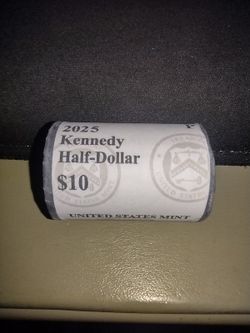 P
2025
Kennedy
Half-Dollar
$10
UNITED STATES MINT